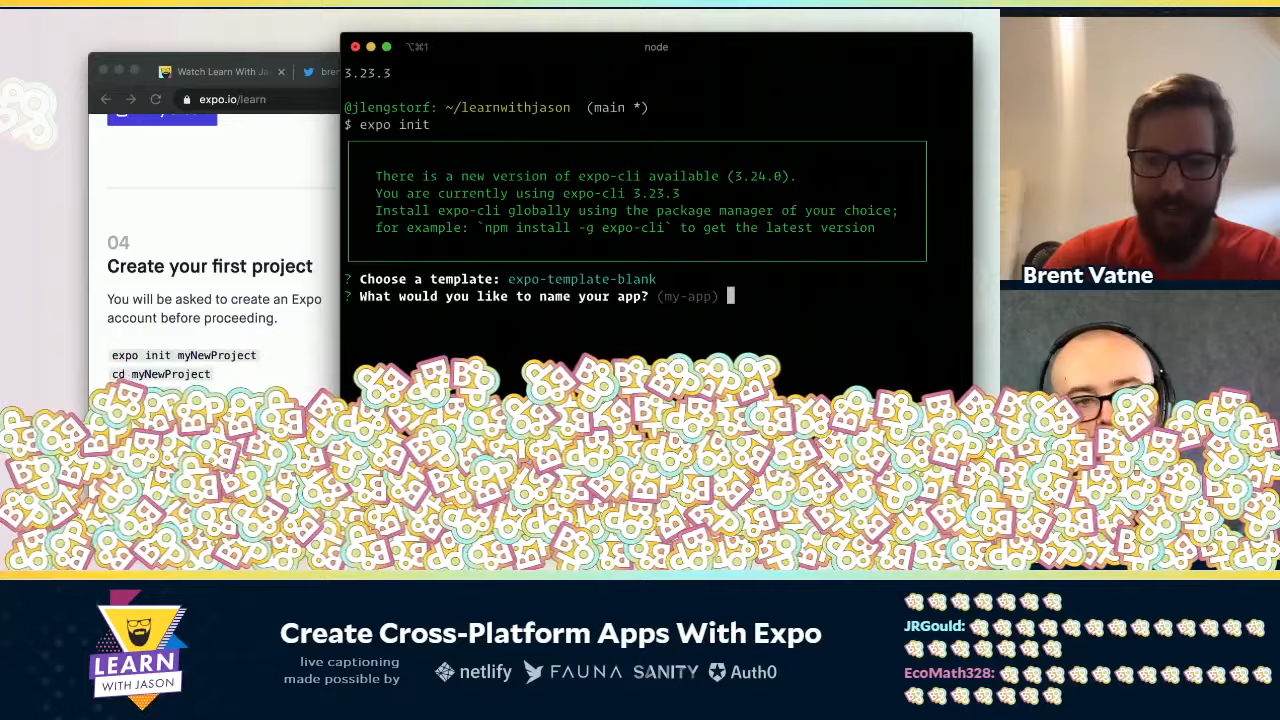 Watch Learn With Ja
bren
expo.io/learn
04
Create your first project
You will be asked to create an Expo
account before proceeding.
expo init myNewProject
cd myNewProject
⌥⌘1
node
3.23.3
@jlengstorf: ~/learnwithjason (main *)
$ expo init
There is a new version of expo-cli available (3.24.0).
You are currently using expo-cli 3.23.3
Install expo-cli globally using the package manager of your choice;
for example: `npm install -g expo-cli` to get the latest version
? Choose a template: expo-template-blank
? What would you like to name your app? (my-app)
Brent Vatne
LEARN
WITH JASON
Create Cross-Platform Apps With Expo
live captioning
made possible by
netlify
FAUNA
SANITY
Auth0
JRGould:
EcoMath328: